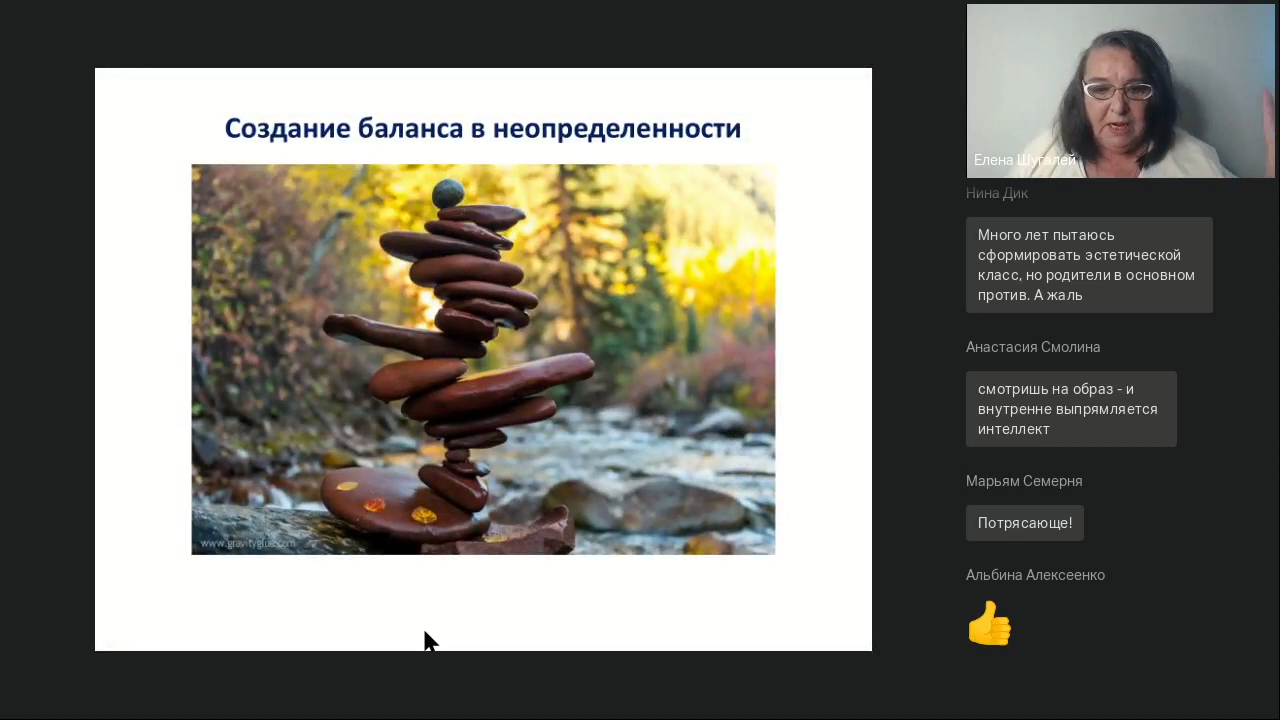 Создание баланса в неопределенности
www.gravityglue.com
Елена Шугалей
Нина Дик
Много лет пытаюсь
сформировать эстетической
класс, но родители в основном
против. А жаль
Анастасия Смолина
смотришь на образ - и
внутренне выпрямляется
интеллект
Марьям Семерня
Потрясающе!
Альбина Алексеенко